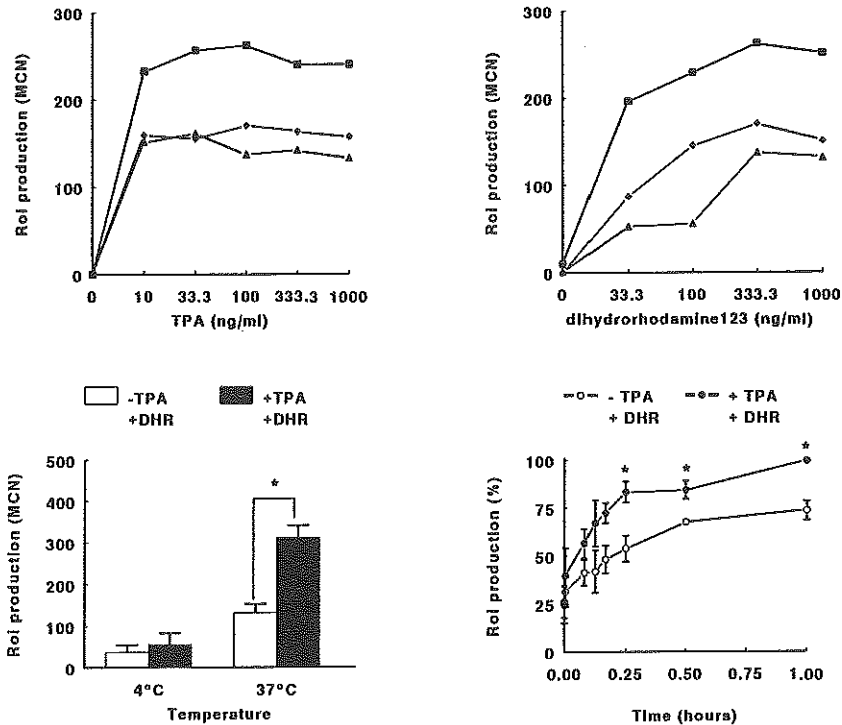 300
200
100
0
RoI production (MCN)
0 10 33.3 100 333.3 1000
TPA (ng/ml)
300
200
100
0
RoI production (MCN)
0 33.3 100 333.3 1000
dihydrorhodamine123 (ng/ml)
-TPA +TPA
+DHR +DHR
500
400
300
200
100
0
RoI production (MCN)
*
4°C 37°C
Temperature
- TPA + TPA
+ DHR + DHR
100
75
50
25
0
RoI production (%)
* * *
0.00 0.25 0.50 1.00
Time (hours)